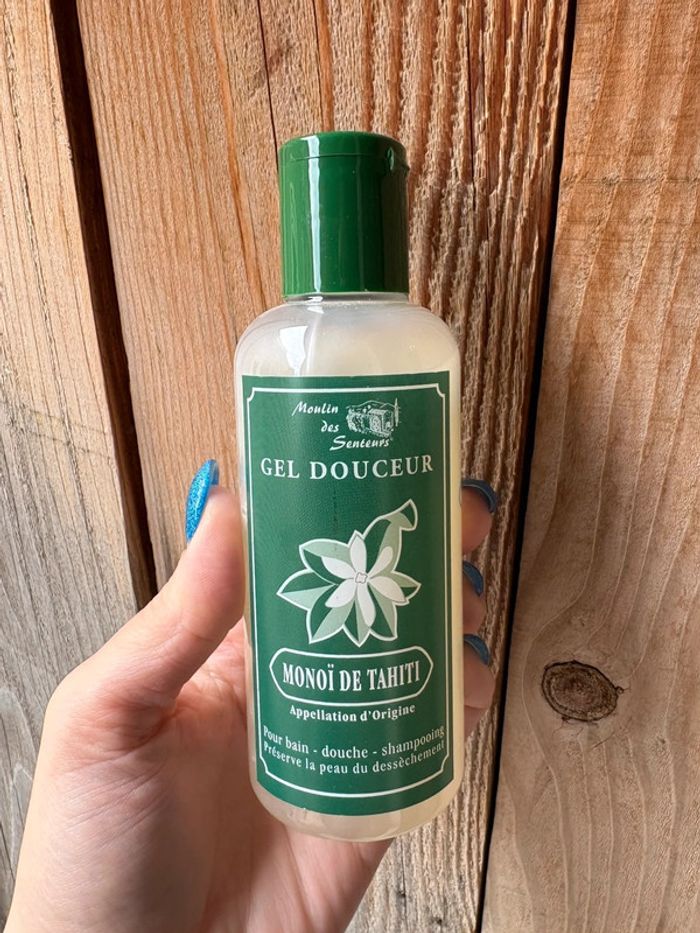 Moulin
des
Senteurs®
GEL DOUCEUR
MONOÏ DE TAHITI
Appellation d'Origine
Pour bain - douche - shampooing
Préserve la peau du dessèchement